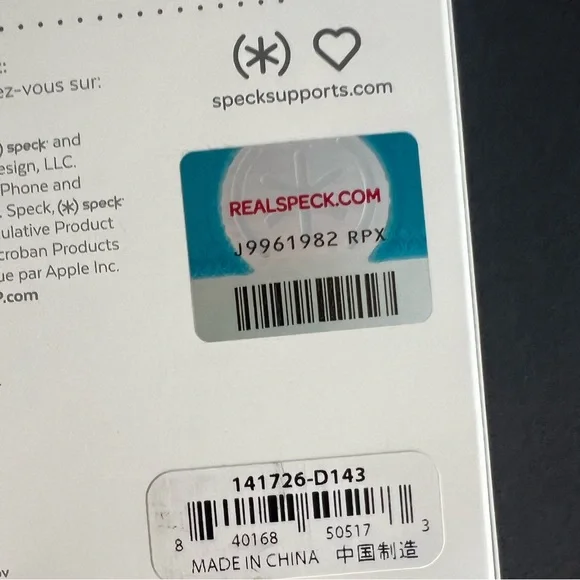 ez-vous sur:
speck and
esign, LLC.
Phone and
. Speck, (*) speck
ulative Product
croban Products
ue par Apple Inc.
P.com
(*) ♡
specksupports.com
REALSPECK.COM
J9961982 RPX
141726-D143
8 40168 50517 3
MADE IN CHINA 中国制造